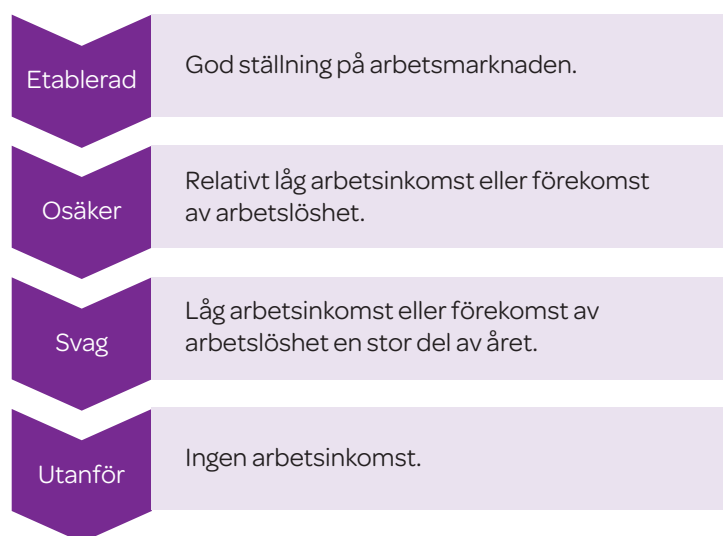 Etablerad
God ställning på arbetsmarknaden.
Osäker
Relativt låg arbetsinkomst eller förekomst
av arbetslöshet.
Svag
Låg arbetsinkomst eller förekomst av
arbetslöshet en stor del av året.
Utanför
Ingen arbetsinkomst.